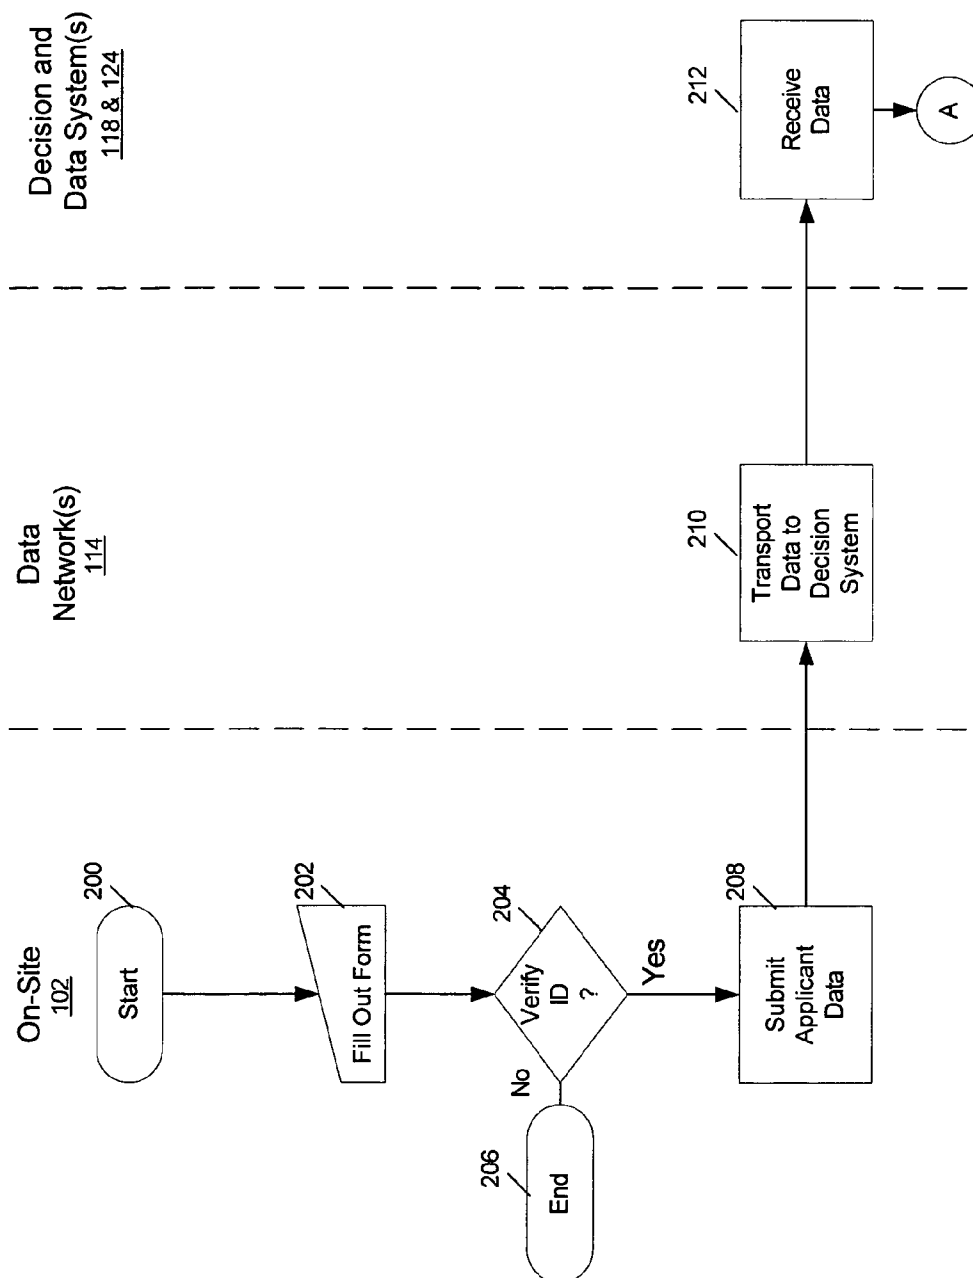 On-Site
102
Data
Network(s)
114
Decision and
Data System(s)
118 & 124
200
Start
202
Fill Out Form
204
Verify
ID
?
No
Yes
206
End
208
Submit
Applicant
Data
210
Transport
Data to
Decision
System
212
Receive
Data
A